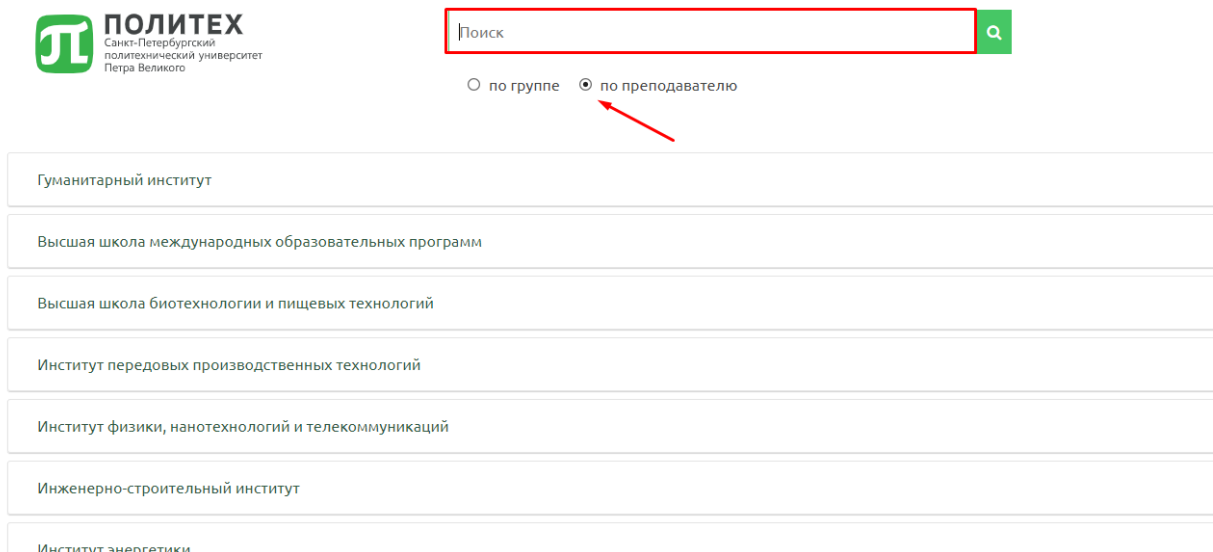 ПОЛИТЕХ
Санкт-Петербургский
политехнический университет
Петра Великого
Поиск
по группе по преподавателю
Гуманитарный институт
Высшая школа международных образовательных программ
Высшая школа биотехнологии и пищевых технологий
Институт передовых производственных технологий
Институт физики, нанотехнологий и телекоммуникаций
Инженерно-строительный институт
Институт энергетики